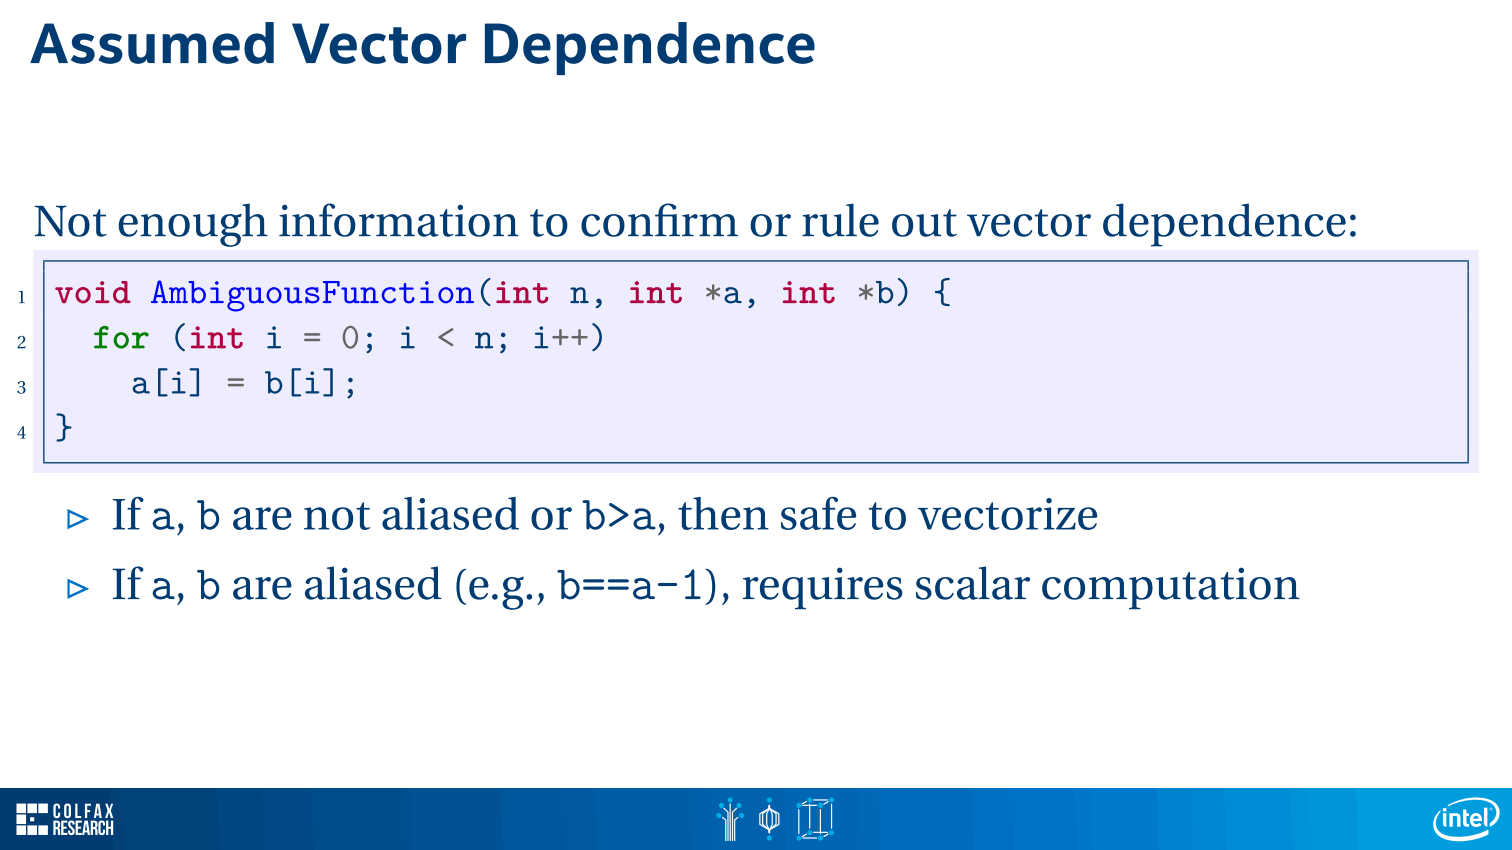 Assumed Vector Dependence
Not enough information to confirm or rule out vector dependence:
1 void AmbiguousFunction(int n, int *a, int *b) {
2 for (int i = 0; i < n; i++)
3 a[i] = b[i];
4 }
▷ If a, b are not aliased or b>a, then safe to vectorize
▷ If a, b are aliased (e.g., b==a-1), requires scalar computation
COLFAX
RESEARCH
intel